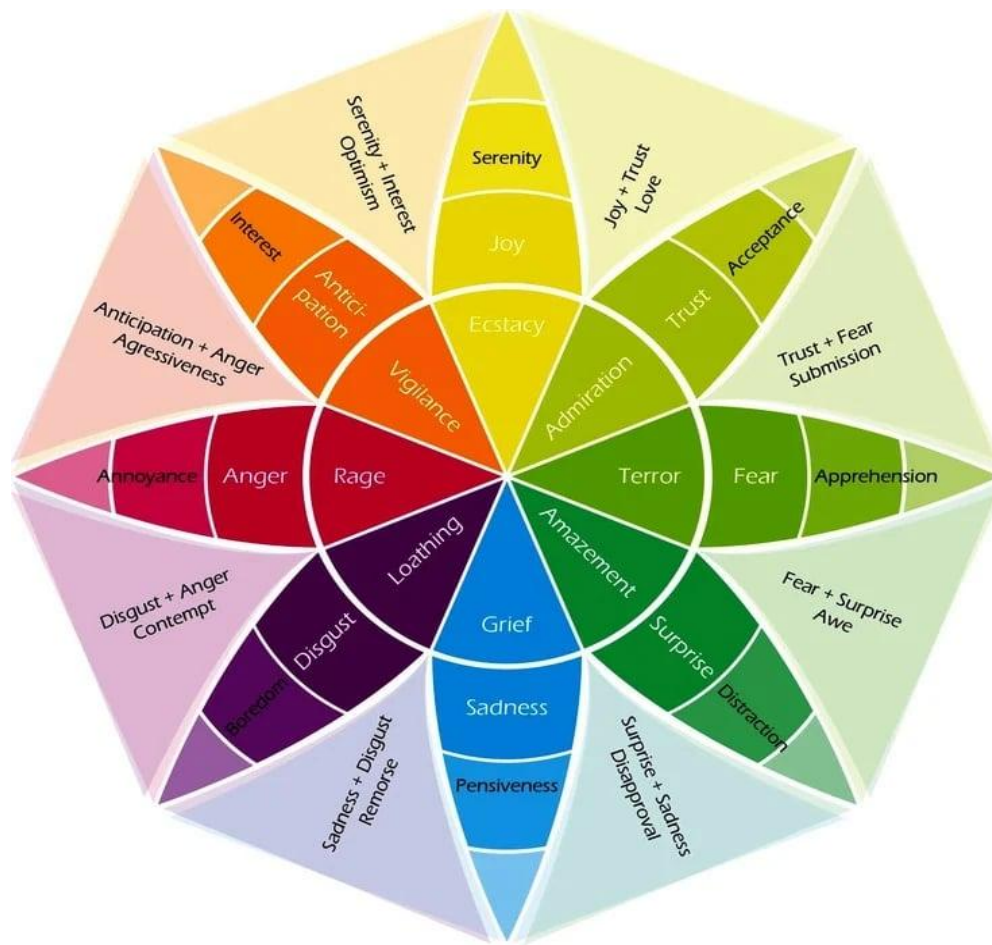 Serenity + Interest
Optimism
Serenity
Joy
Ecstacy
Joy + Trust
Love
Acceptance
Trust
Admiration
Trust + Fear
Submission
Terror
Fear
Apprehension
Fear + Surprise
Awe
Amazement
Surprise
Distraction
Surprise + Sadness
Disapproval
Grief
Sadness
Pensiveness
Sadness + Disgust
Remorse
Loathing
Disgust
Boredom
Disgust + Anger
Contempt
Rage
Anger
Annoyance
Anticipation + Anger
Agressiveness
Vigilance
Antici-
pation
Interest